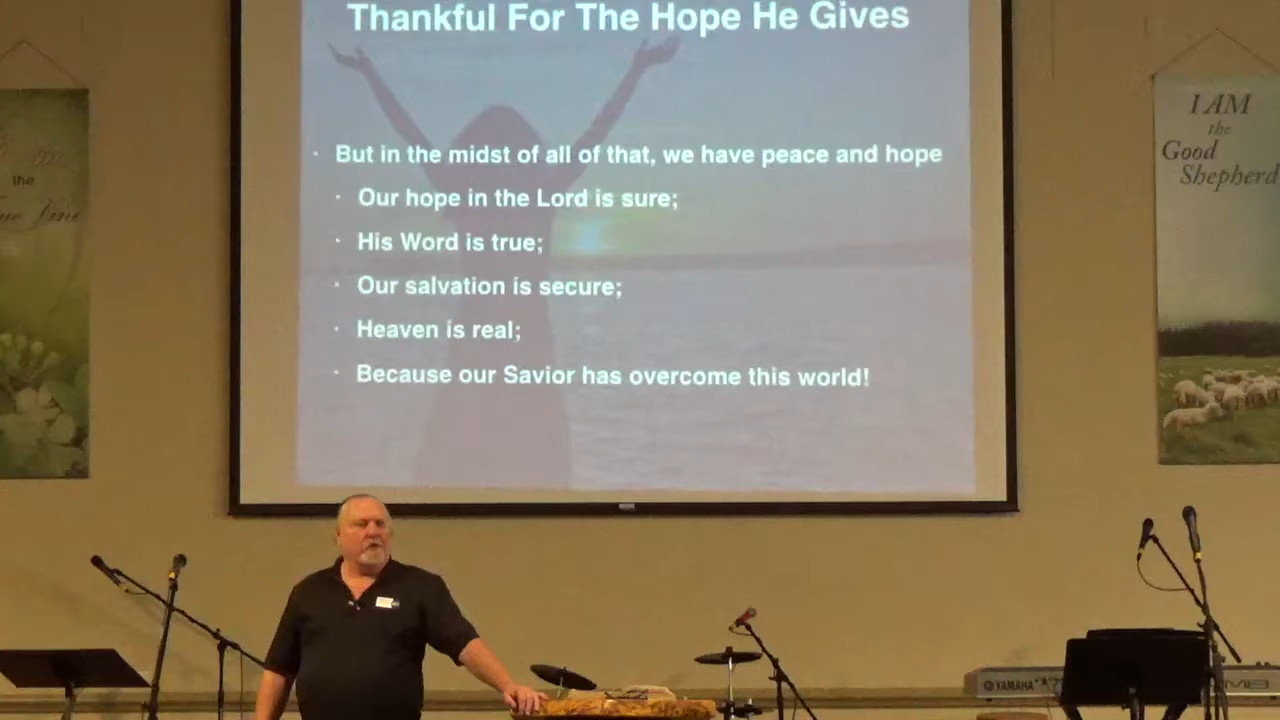 Thankful For The Hope He Gives
· But in the midst of all of that, we have peace and hope
· Our hope in the Lord is sure;
· His Word is true;
· Our salvation is secure;
· Heaven is real;
· Because our Savior has overcome this world!
the
I AM
the
Good
Shepherd
YAMAHA